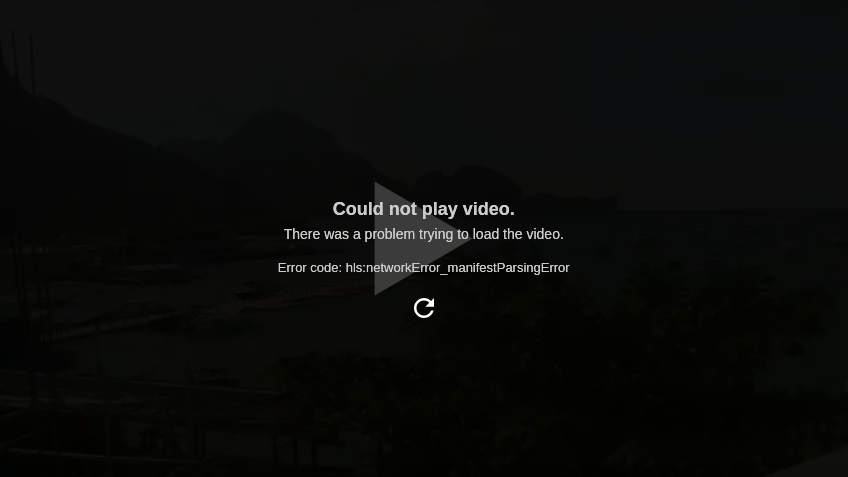 Could not play video.
There was a problem trying to load the video.
Error code: hls:networkError_manifestParsingError